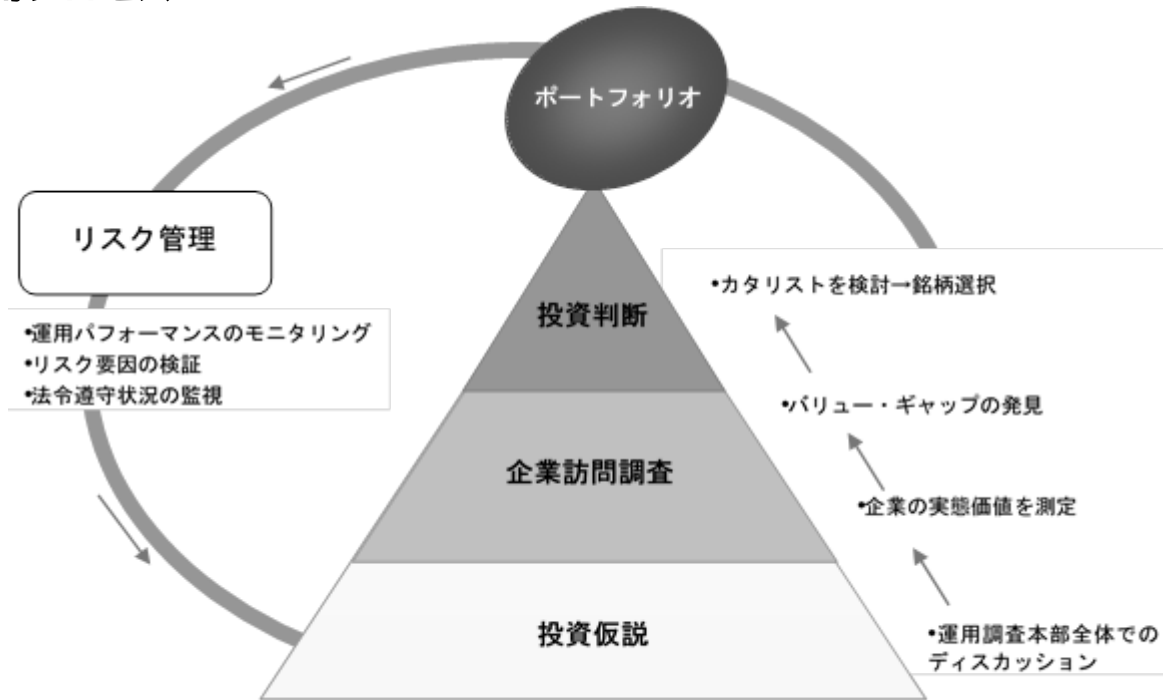 ポートフォリオ
リスク管理
•運用パフォーマンスのモニタリング
•リスク要因の検証
•法令遵守状況の監視
投資判断
企業訪問調査
投資仮説
•カタリストを検討→銘柄選択
•バリュー・ギャップの発見
•企業の実態価値を測定
•運用調査本部全体での
ディスカッション